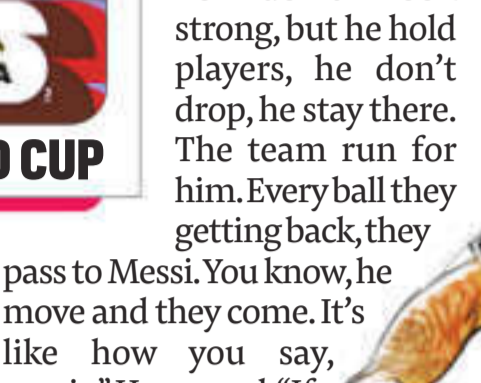 strong, but he hold
players, he don't
drop, he stay there.
The team run for
him. Every ball they
getting back, they
pass to Messi. You know, he
move and they come. It's
like how you say,
CUP